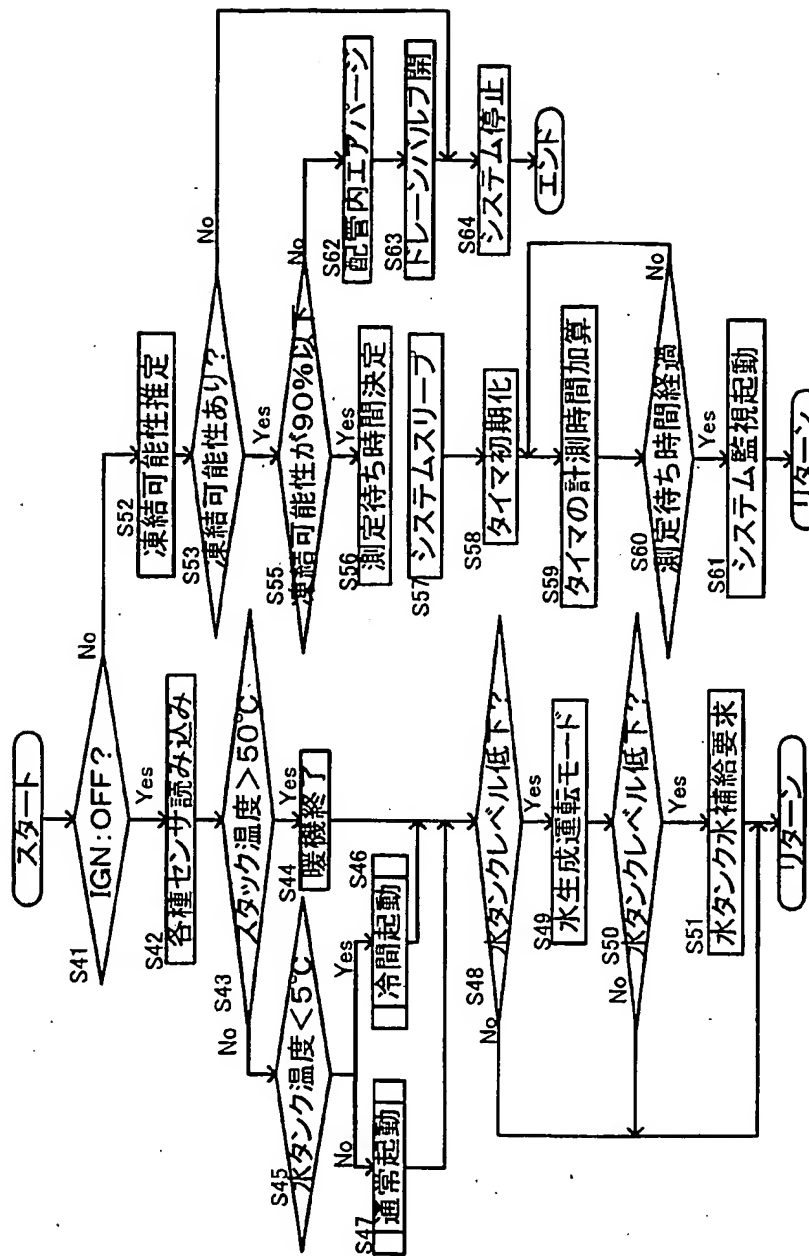 スタート
S41
IGN:OFF?
No
Yes
S42
各種センサ読み込み
S43
スタック温度>50℃
No
Yes
S44
暖機終了
S45
水タンク温度<5℃
No
Yes
S46
冷間起動
S47
通常起動
S48
水タンクレベル低下?
No
Yes
S49
水生成運転モード
S50
水タンクレベル低下?
No
Yes
S51
水タンク水補給要求
リターン
S52
凍結可能性推定
S53
凍結可能性あり?
No
Yes
S55
凍結可能性が90%以下
No
Yes
S56
測定待ち時間決定
S57
システムスリープ
S58
タイマ初期化
S59
タイマの計測時間加算
S60
測定待ち時間経過
No
Yes
S61
システム監視起動
リターン
S62
配管内エアパージ
S63
ドレーンバルブ開
S64
システム停止
エンド